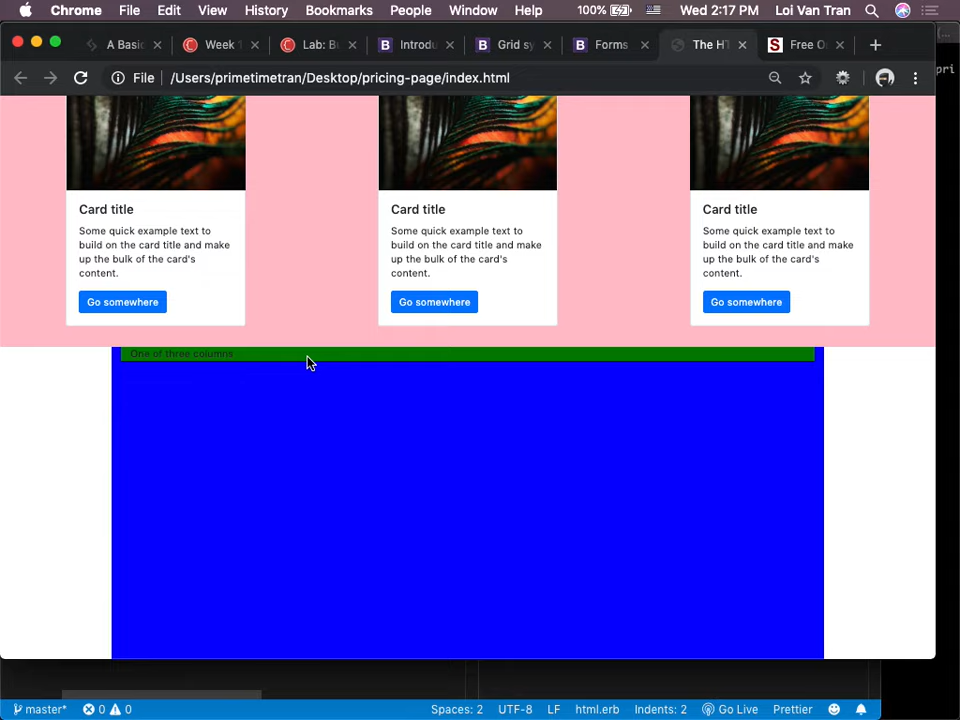 Chrome File Edit View History Bookmarks People Window Help 100% Wed 2:17 PM Loi Van Tran
A Basic Week Lab: B Introdu Grid sy Forms The HT Free O
File /Users/primetimetran/Desktop/pricing-page/index.html
pri
Card title Card title Card title
Some quick example text to Some quick example text to Some quick example text to
build on the card title and make build on the card title and make build on the card title and make
up the bulk of the card's up the bulk of the card's up the bulk of the card's
content. content. content.
Go somewhere Go somewhere Go somewhere
One of three columns
master* 0 0 Spaces: 2 UTF-8 LF html.erb Indents: 2 Go Live Prettier